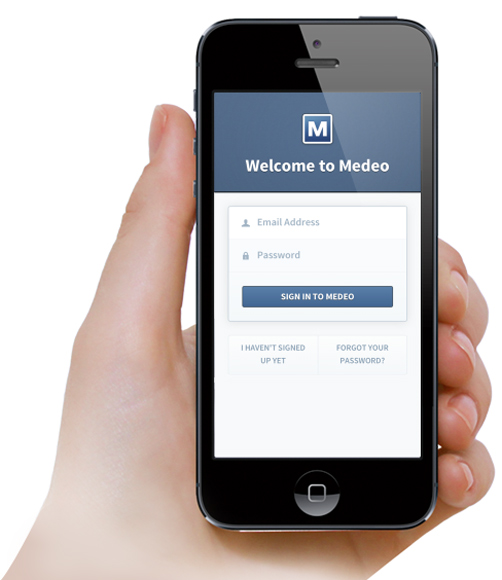 M
Welcome to Medeo
Email Address
Password
SIGN IN TO MEDEO
I HAVEN'T SIGNED
UP YET
FORGOT YOUR
PASSWORD?